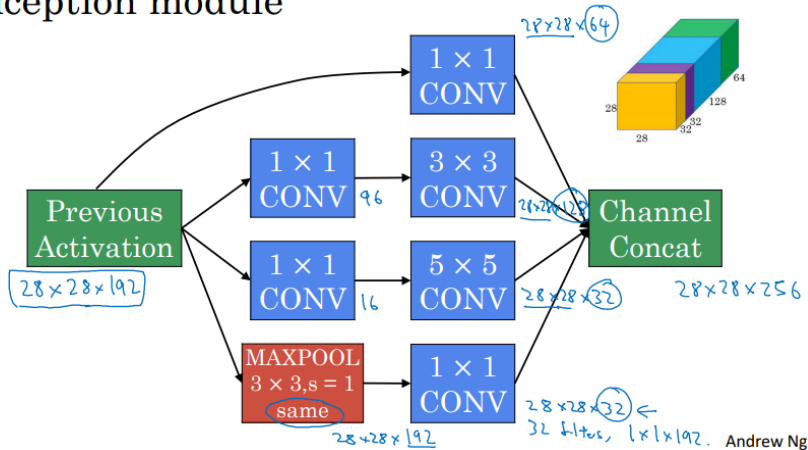 ception module
28×28×64
1 × 1
CONV
64
128
32
32
28
28
1 × 1
CONV
96
3 × 3
CONV
28×28×128
Previous
Activation
28×28×192
Channel
Concat
28×28×256
1 × 1
CONV
16
5 × 5
CONV
28×28×32
MAXPOOL
3 × 3,s = 1
same
28×28×192
1 × 1
CONV
28×28×32 ←
32 filters, 1×1×192.
Andrew Ng